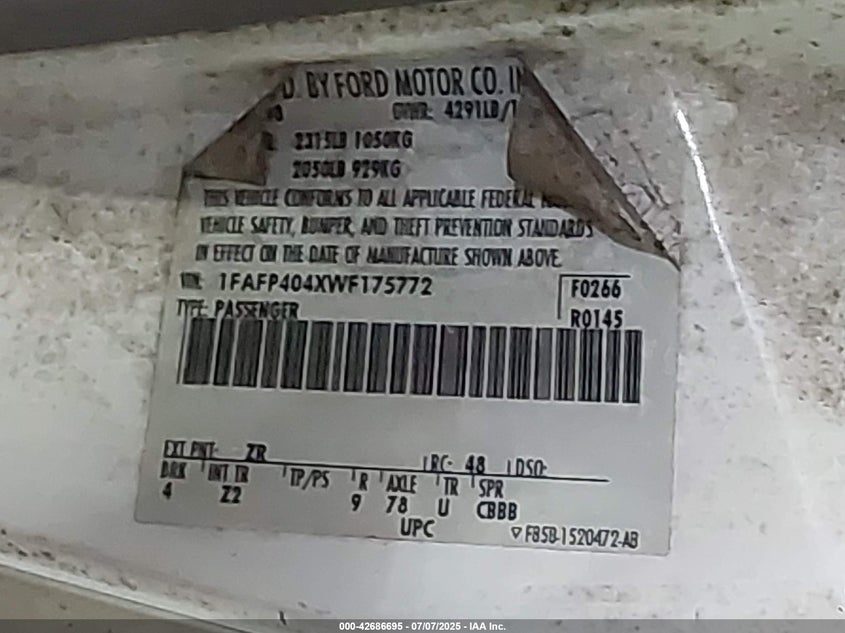 D. BY FORD MOTOR CO. IN
GVWR: 4291LB/1
2315LB 1050KG
2050LB 929KG
THIS VEHICLE CONFORMS TO ALL APPLICABLE FEDERAL
VEHICLE SAFETY, BUMPER, AND THEFT PREVENTION STANDARDS
IN EFFECT ON THE DATE OF MANUFACTURE SHOWN ABOVE.
VIN: 1FAFP404XWF175772
F0266
TYPE: PASSENGER
R0145
EXT PNT: ZR RC: 48 DSO:
BRK INT TR TP/PS R AXLE TR SPR
4 Z2 9 78 U CBBB
UPC ▽F85B-1520472-AB
000-42686695 - 07/07/2025 - IAA Inc.